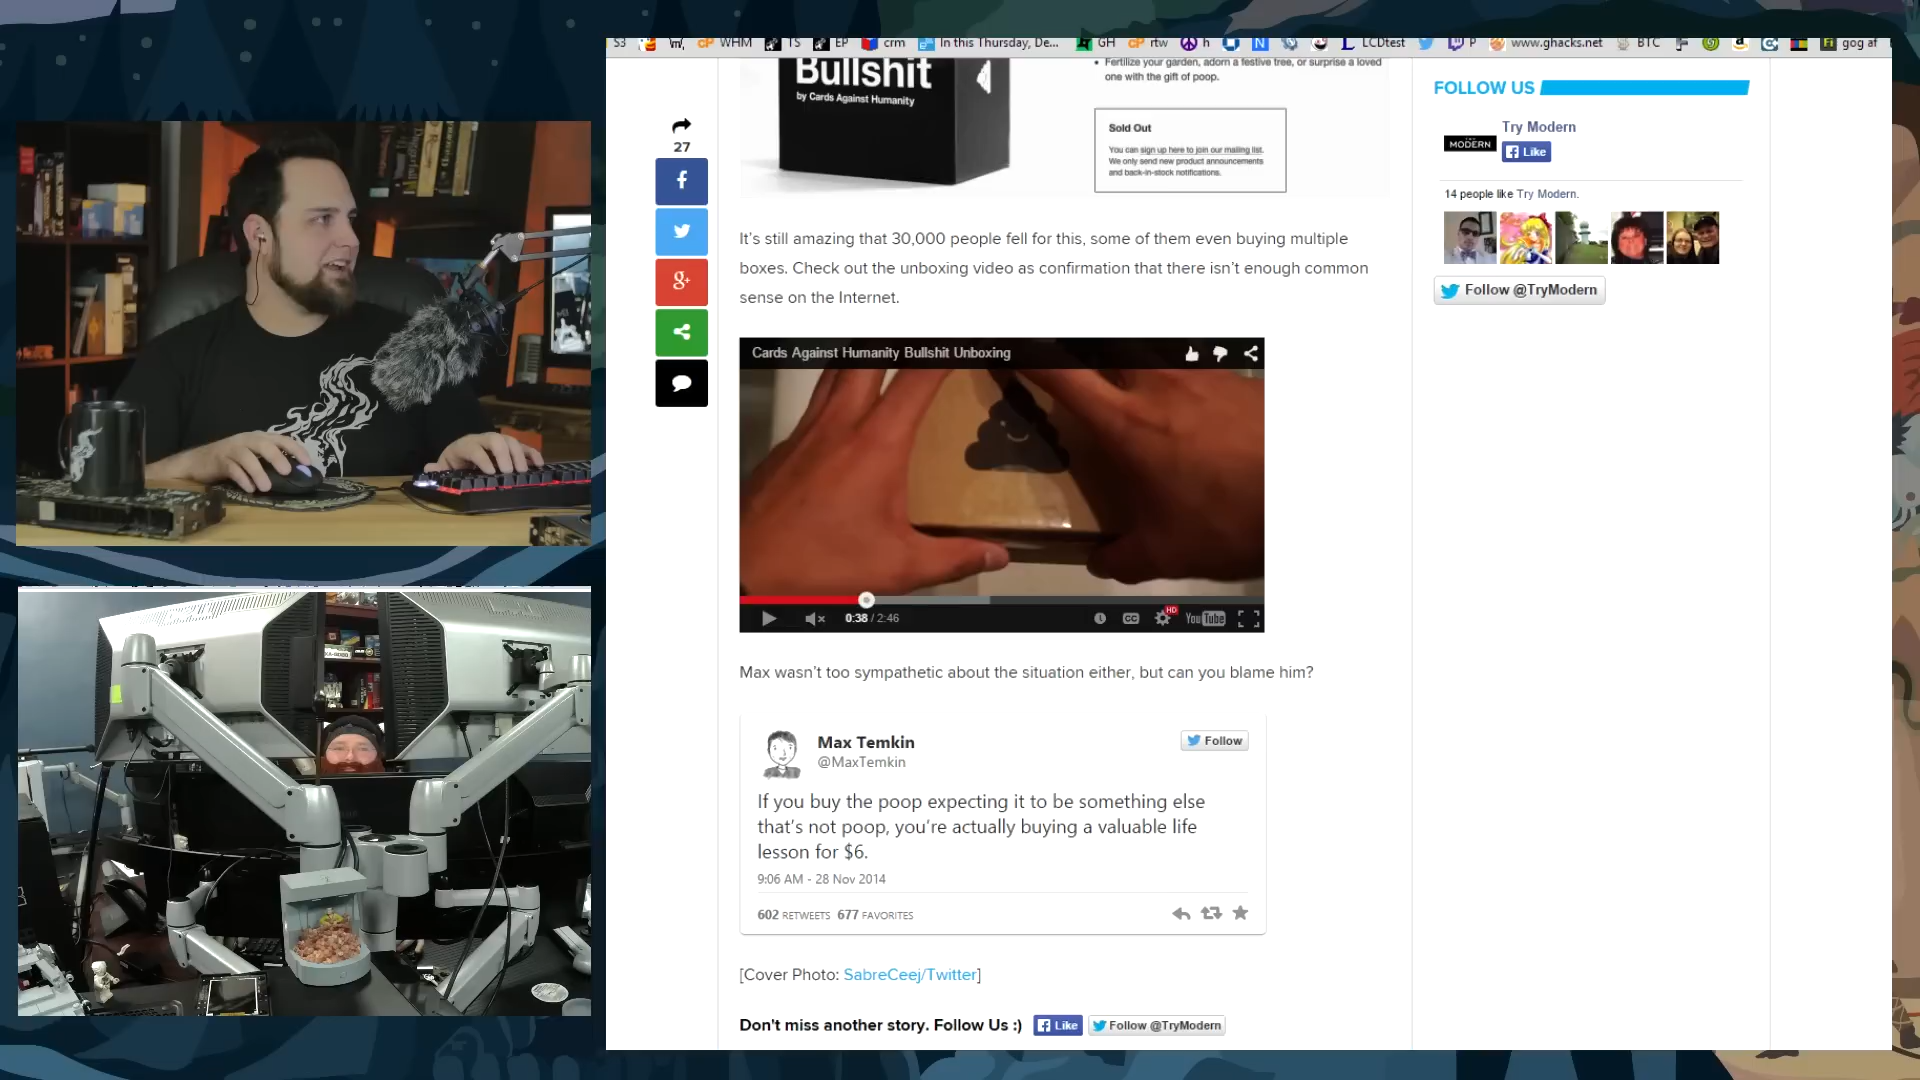 S3
WHM
TS
EP
crm
In this Thursday, De...
GH
rtw
h
LCDtest
P
www.ghacks.net
BTC
gog af
Bullshit
by Cards Against Humanity
• Fertilize your garden, adorn a festive tree, or surprise a loved
one with the gift of poop.
Sold Out
You can sign up here to join our mailing list.
We only send new product announcements
and back-in-stock notifications.
27
It's still amazing that 30,000 people fell for this, some of them even buying multiple
boxes. Check out the unboxing video as confirmation that there isn't enough common
sense on the Internet.
Cards Against Humanity Bullshit Unboxing
0:38 / 2:46
CC
HD
YouTube
Max wasn't too sympathetic about the situation either, but can you blame him?
Max Temkin
@MaxTemkin
Follow
If you buy the poop expecting it to be something else
that's not poop, you're actually buying a valuable life
lesson for $6.
9:06 AM - 28 Nov 2014
602 RETWEETS 677 FAVORITES
[Cover Photo: SabreCeej/Twitter]
Don't miss another story. Follow Us :)
Like
Follow @TryModern
FOLLOW US
MODERN
Try Modern
Like
14 people like Try Modern.
Follow @TryModern